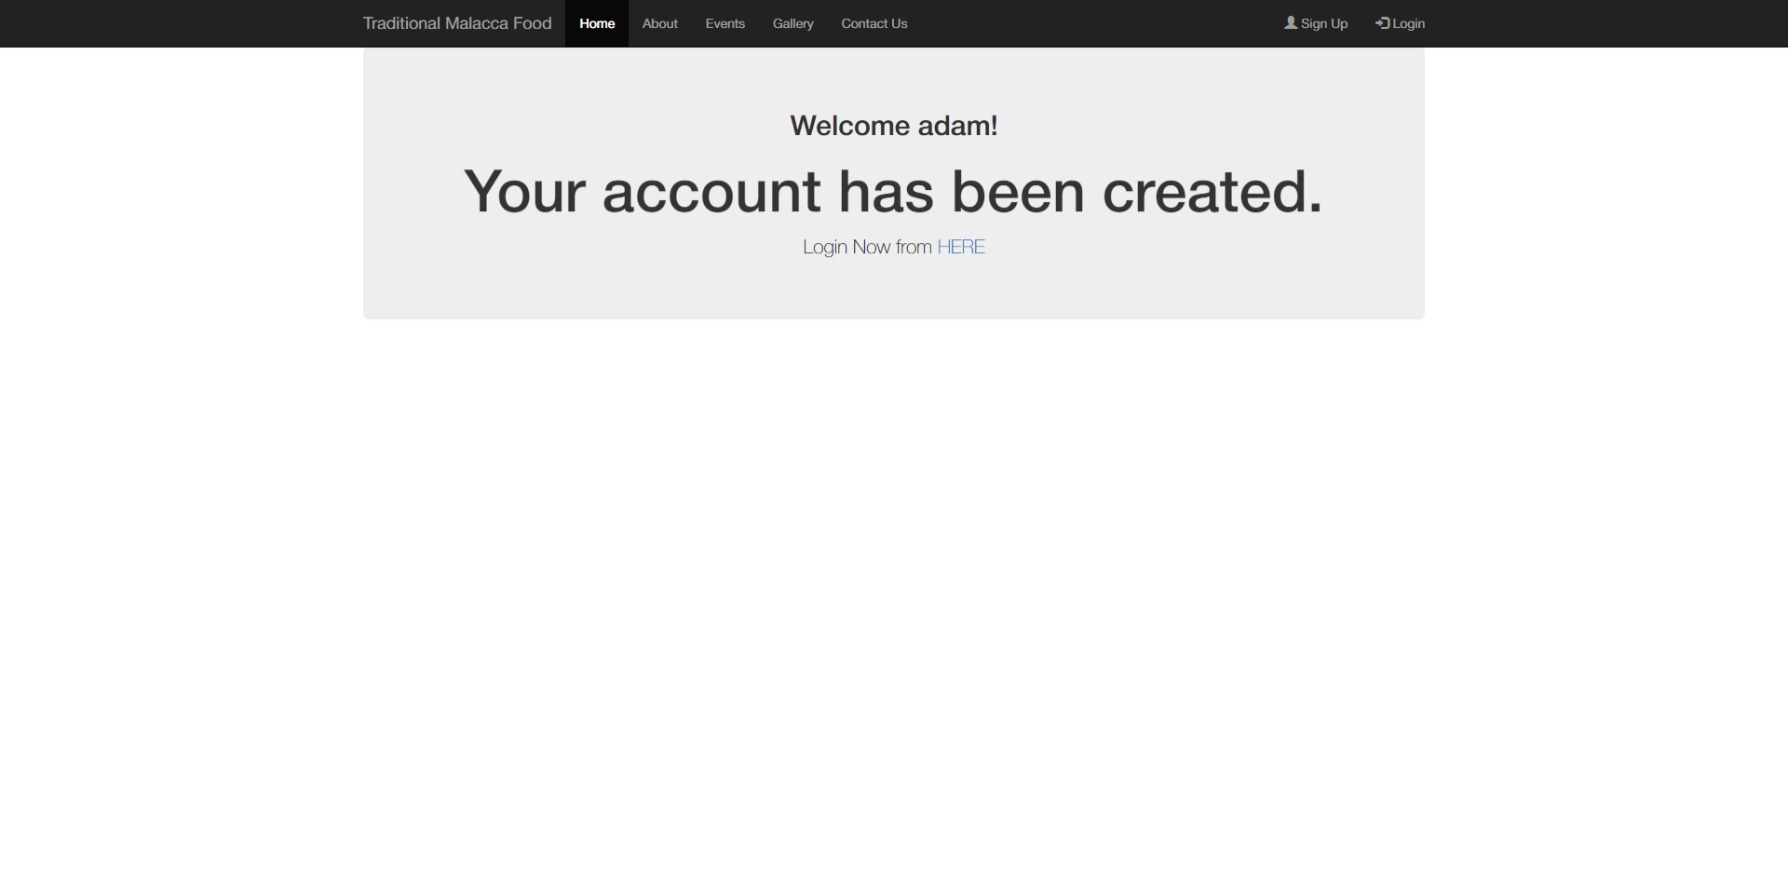 Traditional Malacca Food Home About Events Gallery Contact Us Sign Up Login
Welcome adam!
Your account has been created.
Login Now from HERE